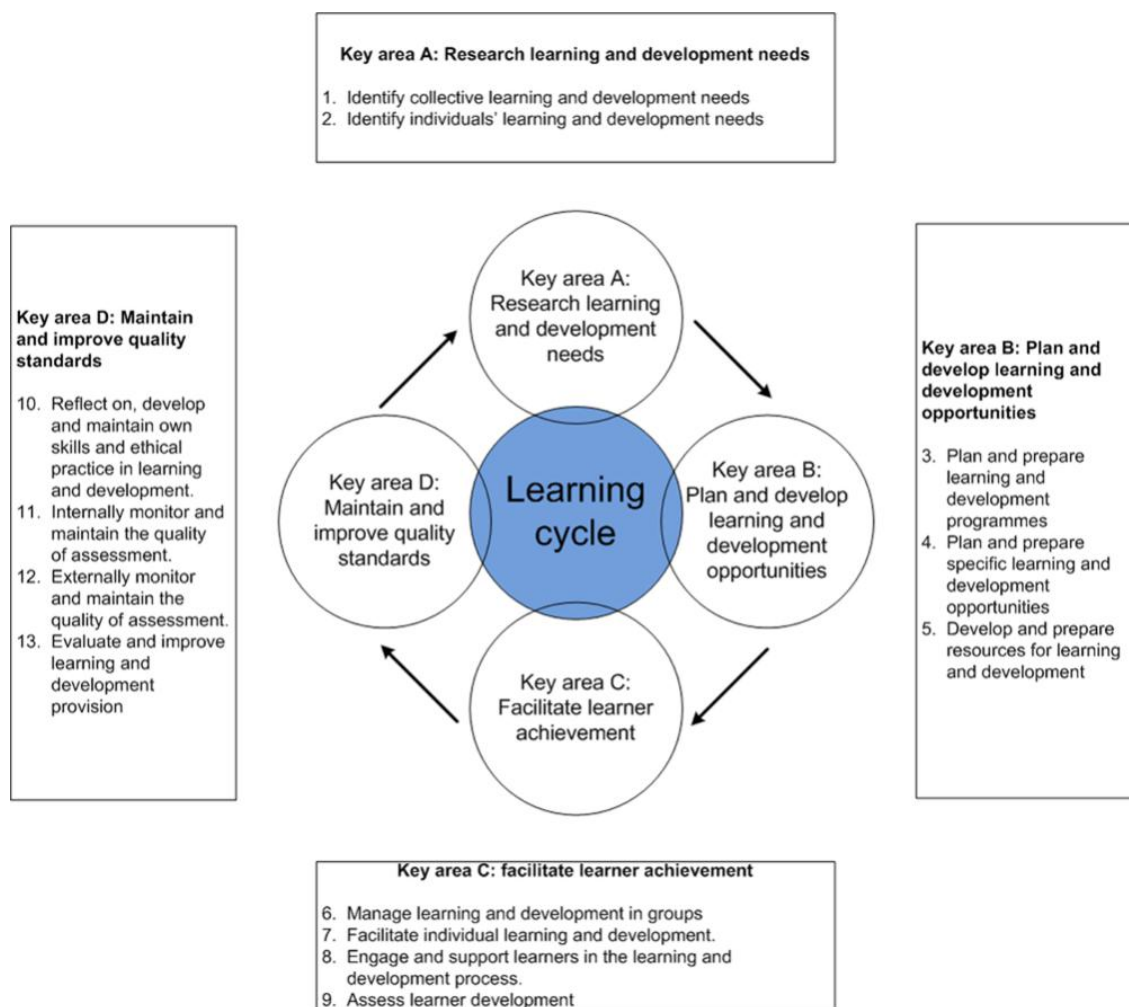 Key area A: Research learning and development needs
1. Identify collective learning and development needs
2. Identify individuals' learning and development needs
Key area D: Maintain
and improve quality
standards
10. Reflect on, develop
and maintain own
skills and ethical
practice in learning
and development.
11. Internally monitor and
maintain the quality
of assessment.
12. Externally monitor
and maintain the
quality of assessment.
13. Evaluate and improve
learning and
development
provision
Key area A:
Research learning
and development
needs
Key area D:
Maintain and
improve quality
standards
Learning
cycle
Key area B:
Plan and develop
learning and
development
opportunities
Key area C:
Facilitate learner
achievement
Key area B: Plan and
develop learning and
development
opportunities
3. Plan and prepare
learning and
development
programmes
4. Plan and prepare
specific learning and
development
opportunities
5. Develop and prepare
resources for learning
and development
Key area C: facilitate learner achievement
6. Manage learning and development in groups
7. Facilitate individual learning and development.
8. Engage and support learners in the learning and
development process.
9. Assess learner development